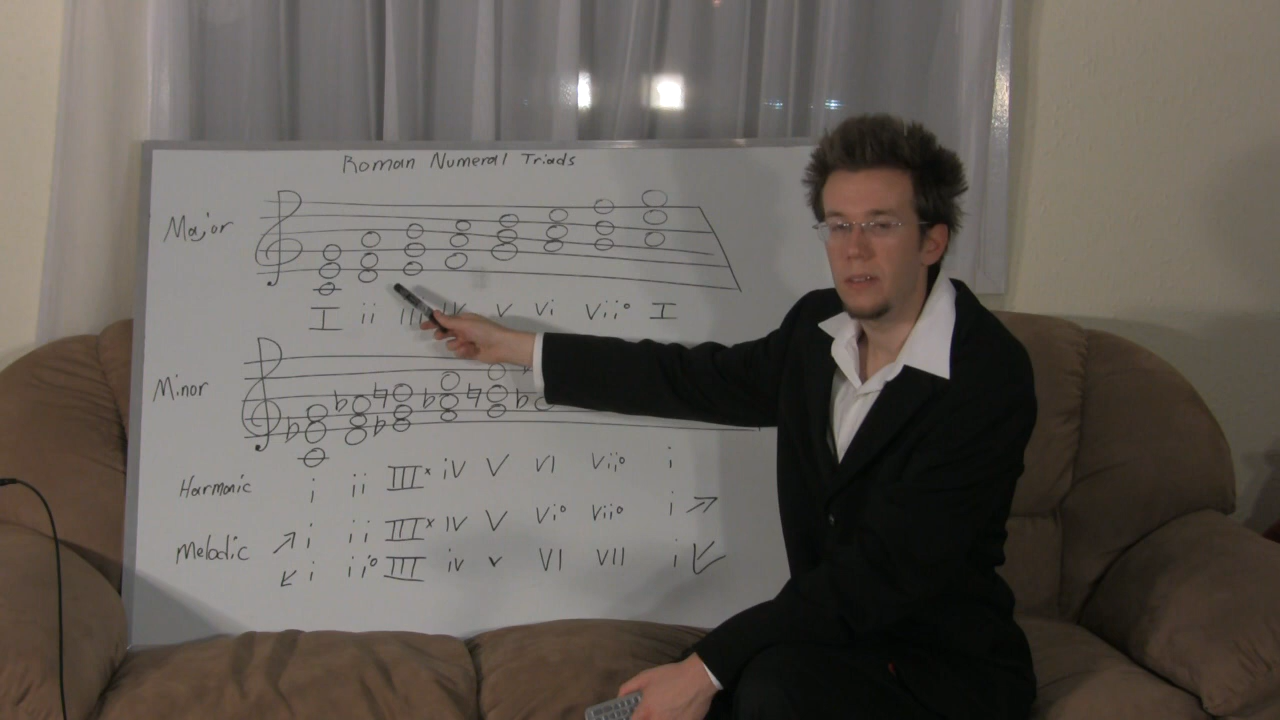 Roman Numeral Triads
Major
I ii iii IV V vi vii° I
Minor
Harmonic i ii III× iv V VI vii° i
Melodic
↗ i ii III× IV V vi° vii° i ↗
↙ i ii° III iv v VI VII i ↙